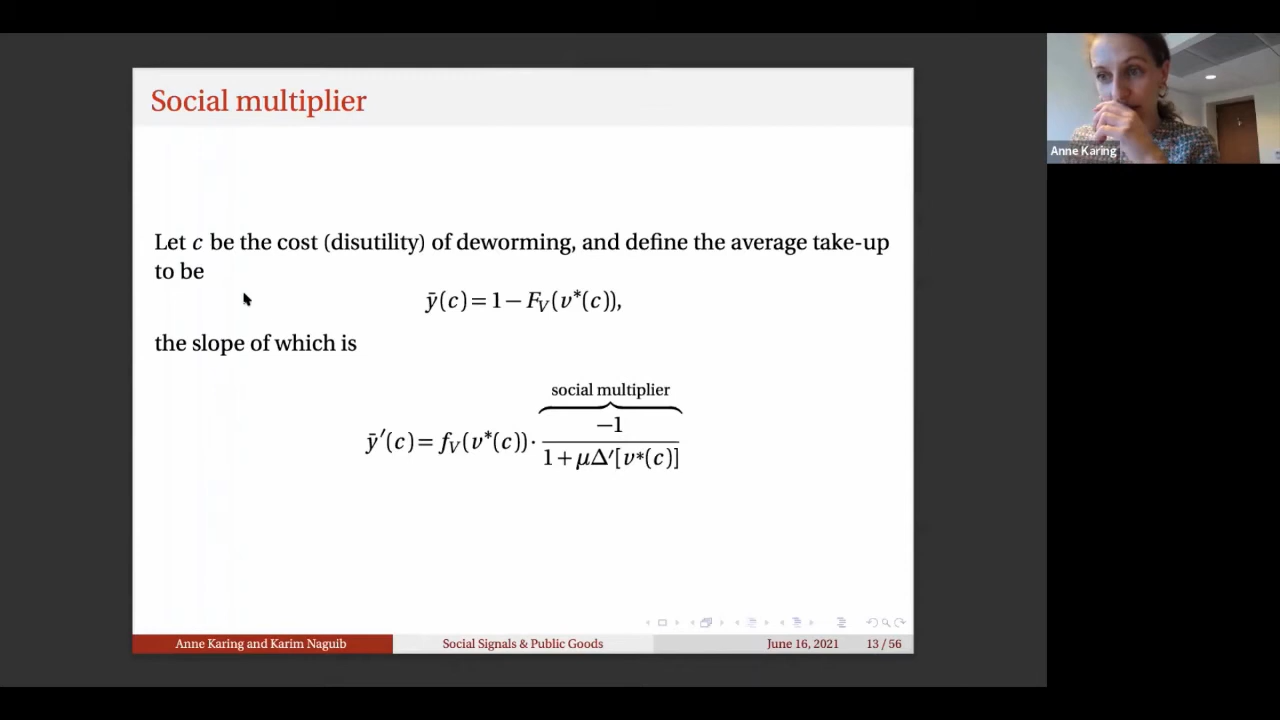 Social multiplier
Anne Karing
Let c be the cost (disutility) of deworming, and define the average take-up
to be
ȳ(c) = 1 − F_V(v*(c)),
the slope of which is
social multiplier
ȳ′(c) = f_V(v*(c)) · −1 / 1 + μΔ′[v*(c)]
Anne Karing and Karim Naguib
Social Signals & Public Goods
June 16, 2021
13 / 56